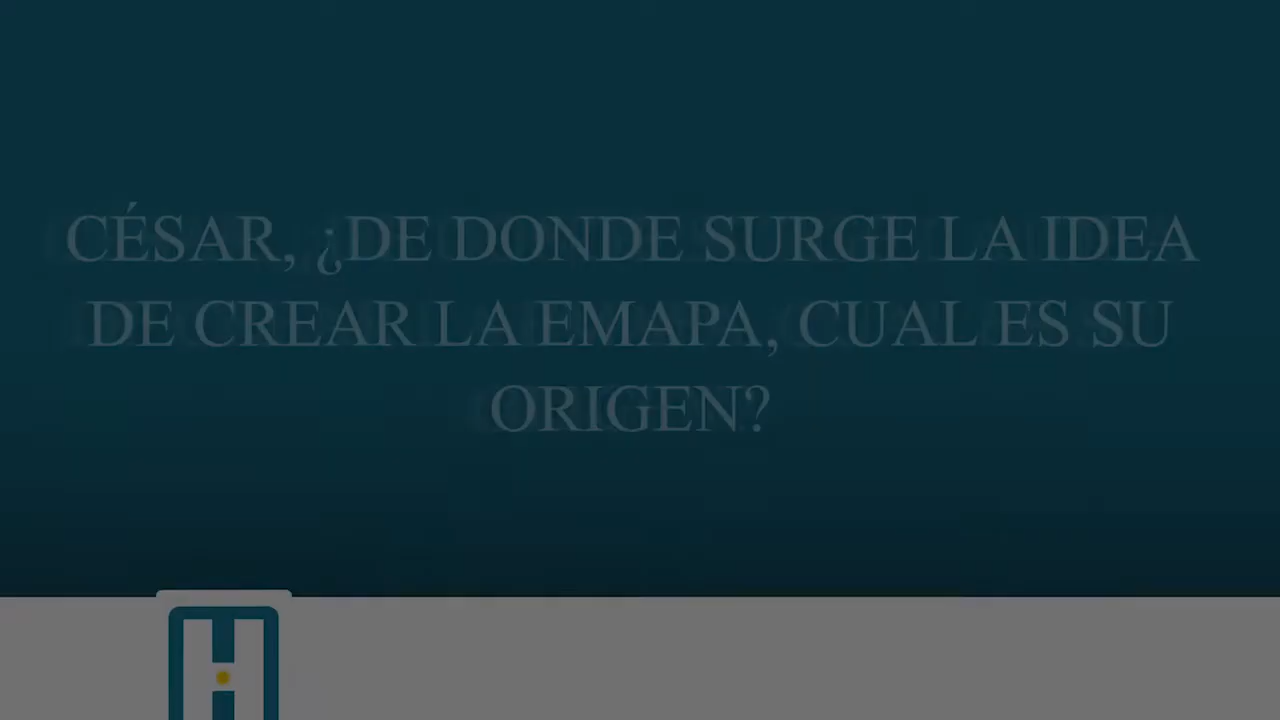 CÉSAR, ¿DE DONDE SURGE LA IDEA
DE CREAR LA EMAPA, CUAL ES SU
ORIGEN?